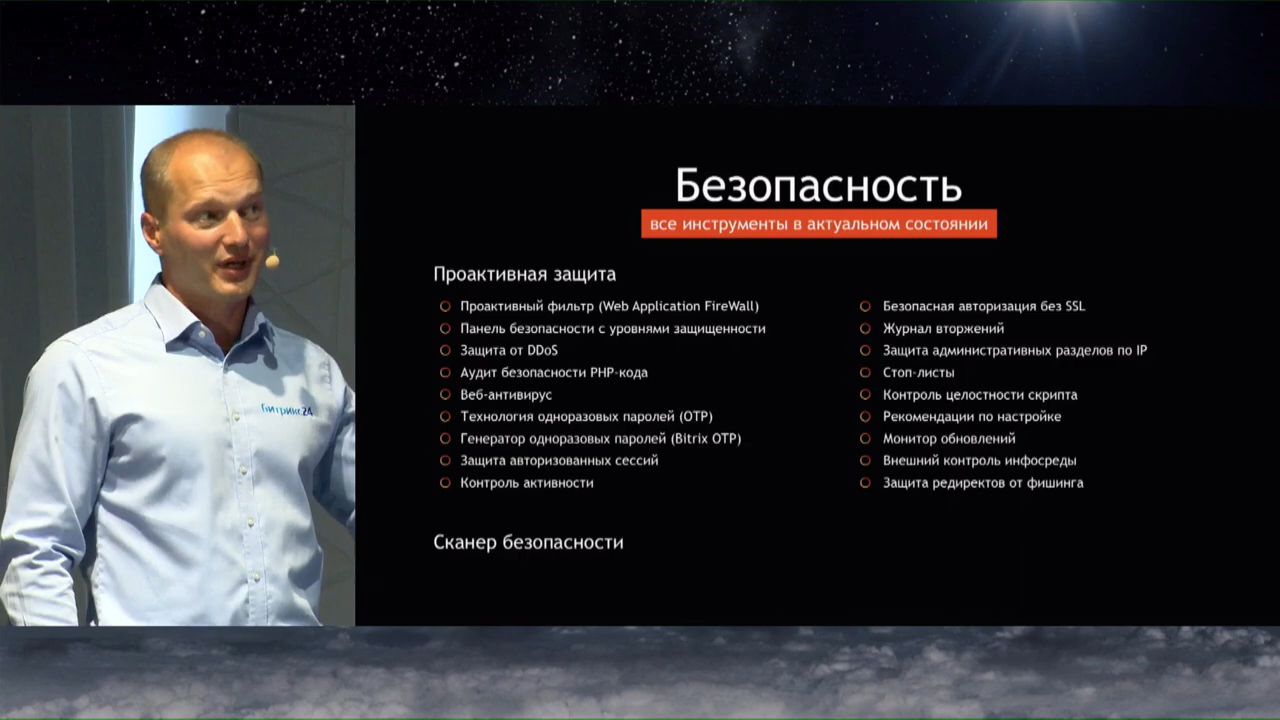 Безопасность
все инструменты в актуальном состоянии
Проактивная защита
Проактивный фильтр (Web Application FireWall)
Панель безопасности с уровнями защищенности
Защита от DDoS
Аудит безопасности PHP-кода
Веб-антивирус
Технология одноразовых паролей (OTP)
Генератор одноразовых паролей (Bitrix OTP)
Защита авторизованных сессий
Контроль активности
Безопасная авторизация без SSL
Журнал вторжений
Защита административных разделов по IP
Стоп-листы
Контроль целостности скрипта
Рекомендации по настройке
Монитор обновлений
Внешний контроль инфосреды
Защита редиректов от фишинга
Сканер безопасности
битрикс24